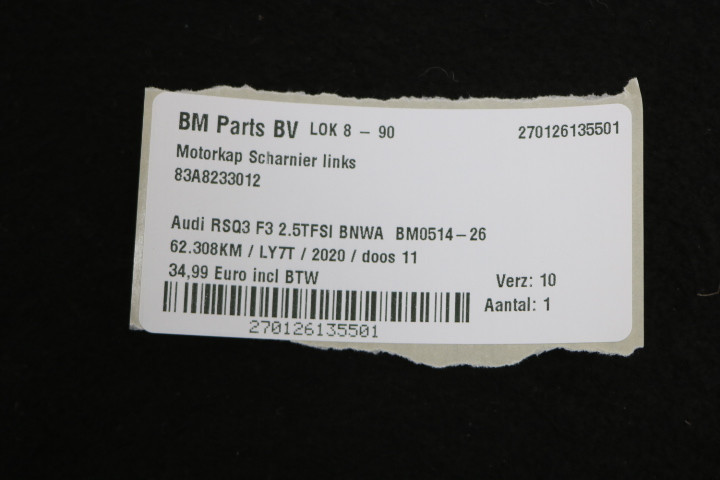 BM Parts BV LOK 8 - 90 270126135501
Motorkap Scharnier links
83A8233012
Audi RSQ3 F3 2.5TFSI BNWA BM0514-26
62.308KM / LY7T / 2020 / doos 11
34,99 Euro incl BTW Verz: 10
Aantal: 1
270126135501